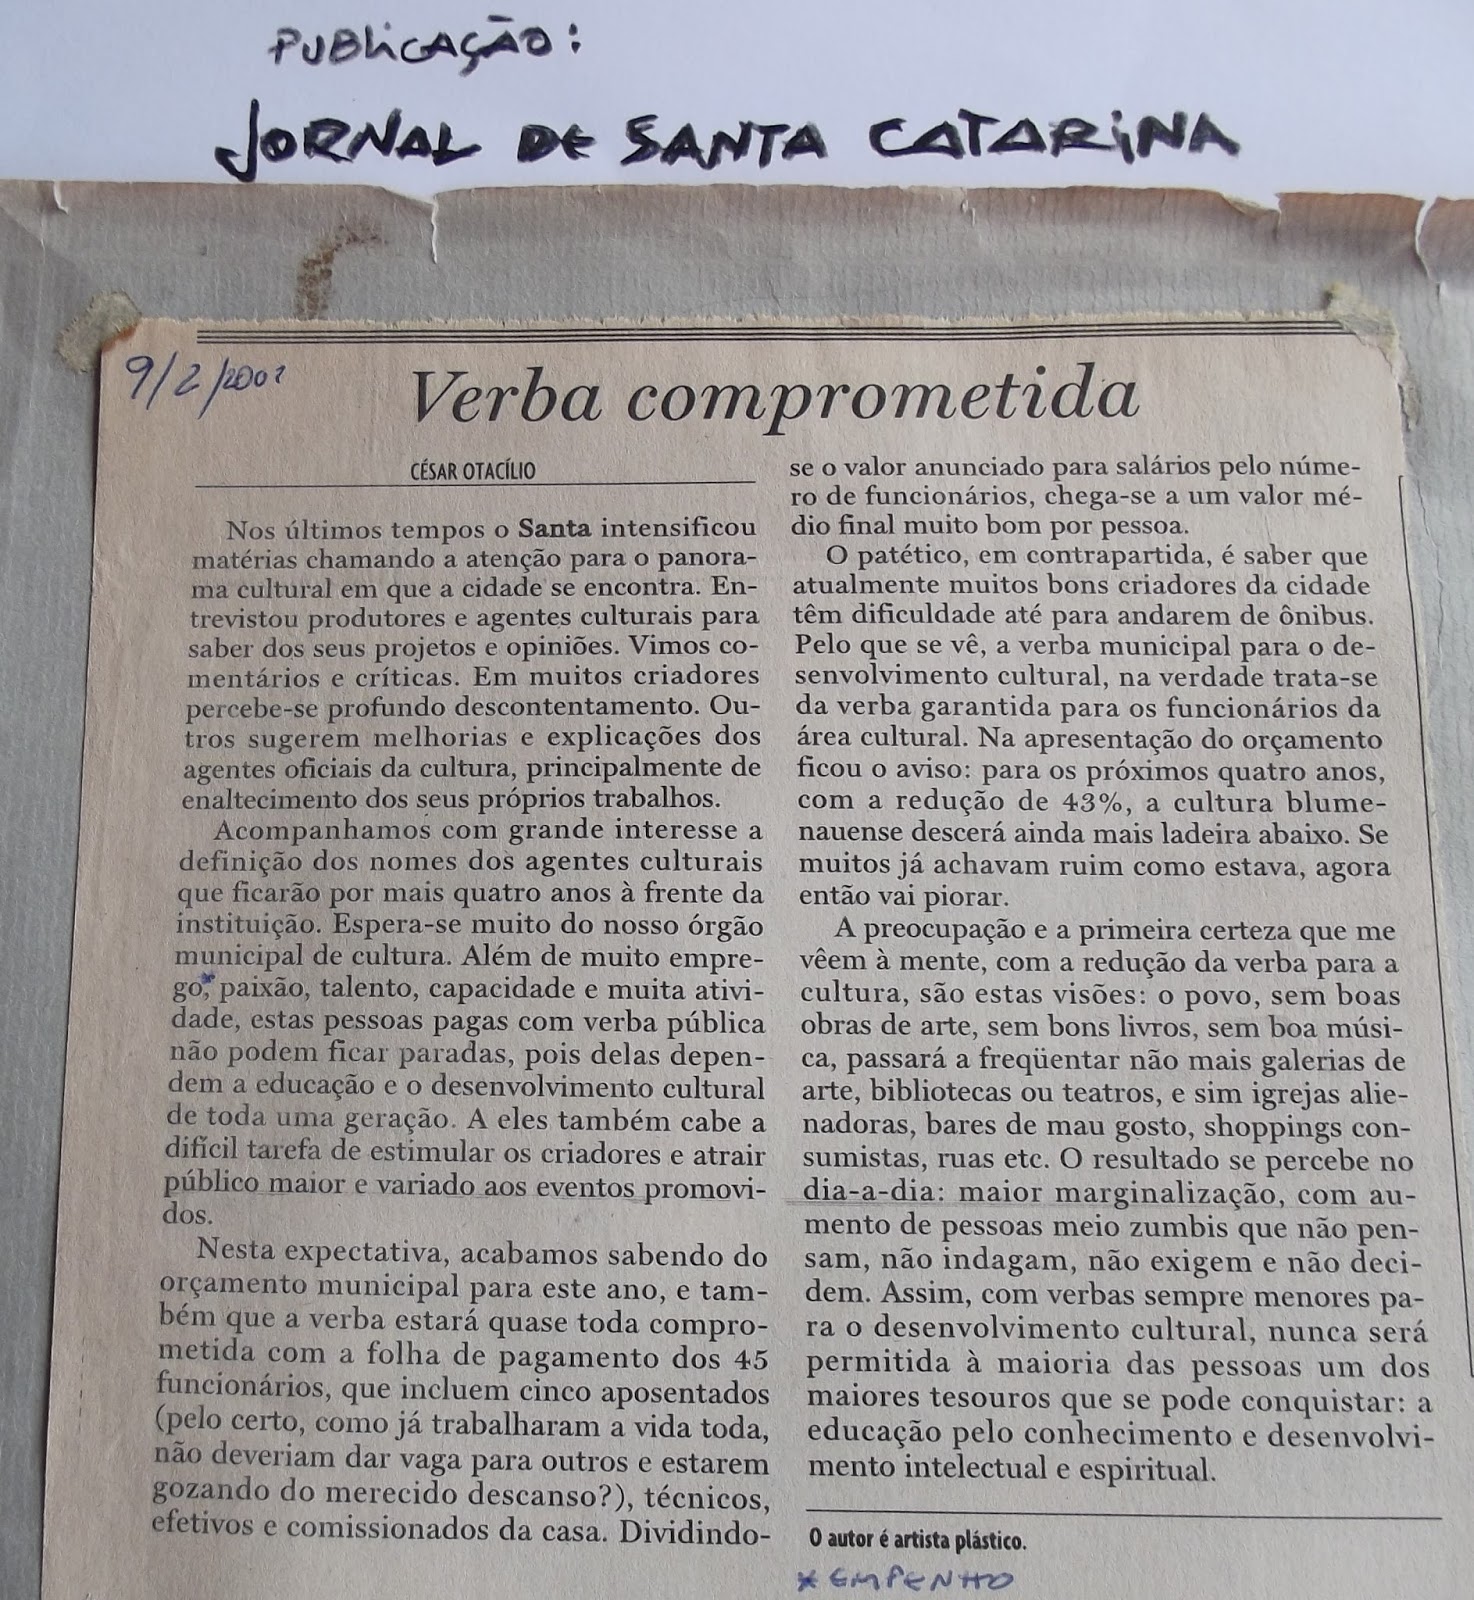 PUBLICAÇÃO:
JORNAL DE SANTA CATARINA
Verba comprometida
CÉSAR OTACÍLIO
Nos últimos tempos o Santa intensificou
matérias chamando a atenção para o panora-
ma cultural em que a cidade se encontra. En-
trevistou produtores e agentes culturais para
saber dos seus projetos e opiniões. Vimos co-
mentários e críticas. Em muitos criadores
percebe-se profundo descontentamento. Ou-
tros sugerem melhorias e explicações dos
agentes oficiais da cultura, principalmente de
enaltecimento dos seus próprios trabalhos.
Acompanhamos com grande interesse a
definição dos nomes dos agentes culturais
que ficarão por mais quatro anos à frente da
instituição. Espera-se muito do nosso órgão
municipal de cultura. Além de muito empre-
go*, paixão, talento, capacidade e muita ativi-
dade, estas pessoas pagas com verba pública
não podem ficar paradas, pois delas depen-
dem a educação e o desenvolvimento cultural
de toda uma geração. A eles também cabe a
difícil tarefa de estimular os criadores e atrair
público maior e variado aos eventos promovi-
dos.
Nesta expectativa, acabamos sabendo do
orçamento municipal para este ano, e tam-
bém que a verba estará quase toda compro-
metida com a folha de pagamento dos 45
funcionários, que incluem cinco aposentados
(pelo certo, como já trabalharam a vida toda,
não deveriam dar vaga para outros e estarem
gozando do merecido descanso?), técnicos,
efetivos e comissionados da casa. Dividindo-
se o valor anunciado para salários pelo núme-
ro de funcionários, chega-se a um valor mé-
dio final muito bom por pessoa.
O patético, em contrapartida, é saber que
atualmente muitos bons criadores da cidade
têm dificuldade até para andarem de ônibus.
Pelo que se vê, a verba municipal para o de-
senvolvimento cultural, na verdade trata-se
da verba garantida para os funcionários da
área cultural. Na apresentação do orçamento
ficou o aviso: para os próximos quatro anos,
com a redução de 43%, a cultura blume-
nauense descerá ainda mais ladeira abaixo. Se
muitos já achavam ruim como estava, agora
então vai piorar.
A preocupação e a primeira certeza que me
vêem à mente, com a redução da verba para a
cultura, são estas visões: o povo, sem boas
obras de arte, sem bons livros, sem boa músi-
ca, passará a freqüentar não mais galerias de
arte, bibliotecas ou teatros, e sim igrejas alie-
nadoras, bares de mau gosto, shoppings con-
sumistas, ruas etc. O resultado se percebe no
dia-a-dia: maior marginalização, com au-
mento de pessoas meio zumbis que não pen-
sam, não indagam, não exigem e não deci-
dem. Assim, com verbas sempre menores pa-
ra o desenvolvimento cultural, nunca será
permitida à maioria das pessoas um dos
maiores tesouros que se pode conquistar: a
educação pelo conhecimento e desenvolvi-
mento intelectual e espiritual.
O autor é artista plástico.
* EMPENHO